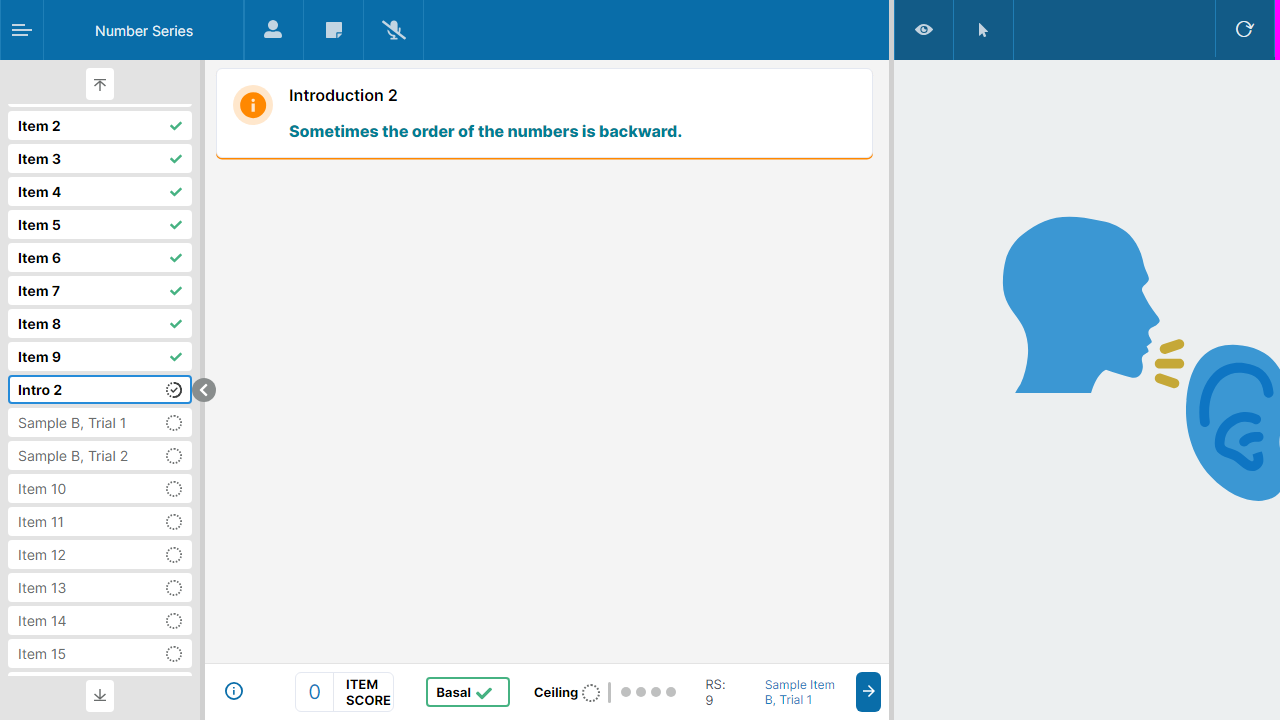 Number Series
Item 2
Item 3
Item 4
Item 5
Item 6
Item 7
Item 8
Item 9
Intro 2
Sample B, Trial 1
Sample B, Trial 2
Item 10
Item 11
Item 12
Item 13
Item 14
Item 15
Introduction 2
Sometimes the order of the numbers is backward.
0
ITEM
SCORE
Basal
Ceiling
RS:
9
Sample Item
B, Trial 1